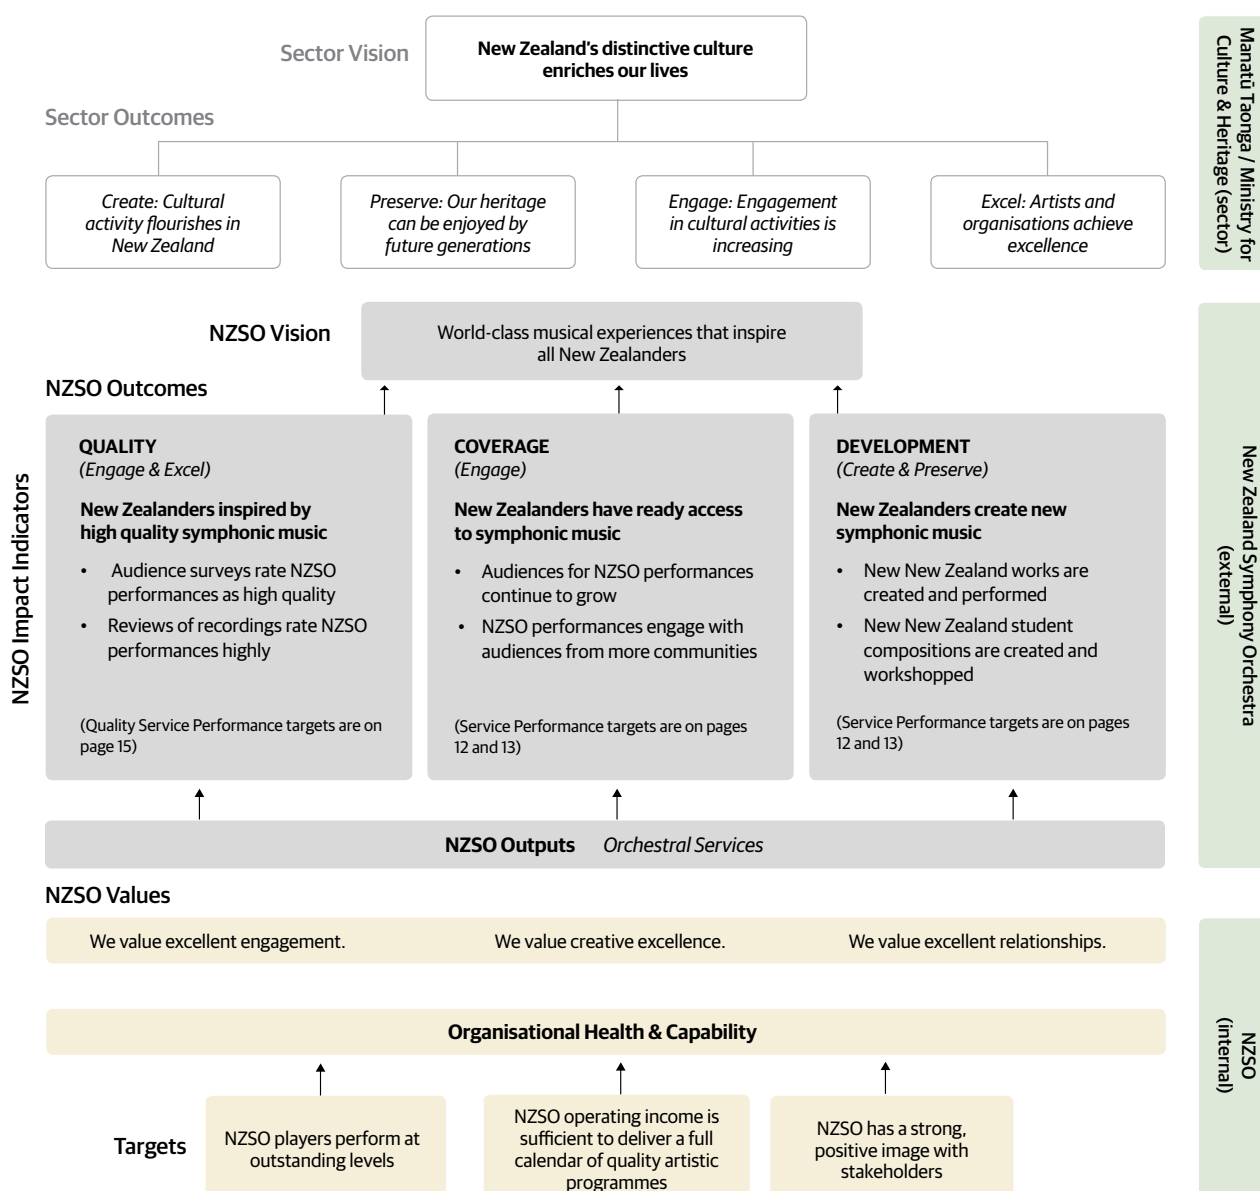 Sector Vision
New Zealand's distinctive culture
enriches our lives
Sector Outcomes
Create: Cultural
activity flourishes in
New Zealand
Preserve: Our heritage
can be enjoyed by
future generations
Engage: Engagement
in cultural activities is
increasing
Excel: Artists and
organisations achieve
excellence
Manatū Taonga / Ministry for
Culture & Heritage (sector)
NZSO Vision
World-class musical experiences that inspire
all New Zealanders
NZSO Outcomes
NZSO Impact Indicators
QUALITY
(Engage & Excel)
New Zealanders inspired by
high quality symphonic music
• Audience surveys rate NZSO
performances as high quality
• Reviews of recordings rate NZSO
performances highly
(Quality Service Performance targets are on
page 15)
COVERAGE
(Engage)
New Zealanders have ready access
to symphonic music
• Audiences for NZSO performances
continue to grow
• NZSO performances engage with
audiences from more communities
(Service Performance targets are on pages
12 and 13)
DEVELOPMENT
(Create & Preserve)
New Zealanders create new
symphonic music
• New New Zealand works are
created and performed
• New New Zealand student
compositions are created and
workshopped
(Service Performance targets are on pages
12 and 13)
New Zealand Symphony Orchestra
(external)
NZSO Outputs Orchestral Services
NZSO Values
We value excellent engagement.
We value creative excellence.
We value excellent relationships.
Organisational Health & Capability
NZSO
(internal)
Targets
NZSO players perform at
outstanding levels
NZSO operating income is
sufficient to deliver a full
calendar of quality artistic
programmes
NZSO has a strong,
positive image with
stakeholders